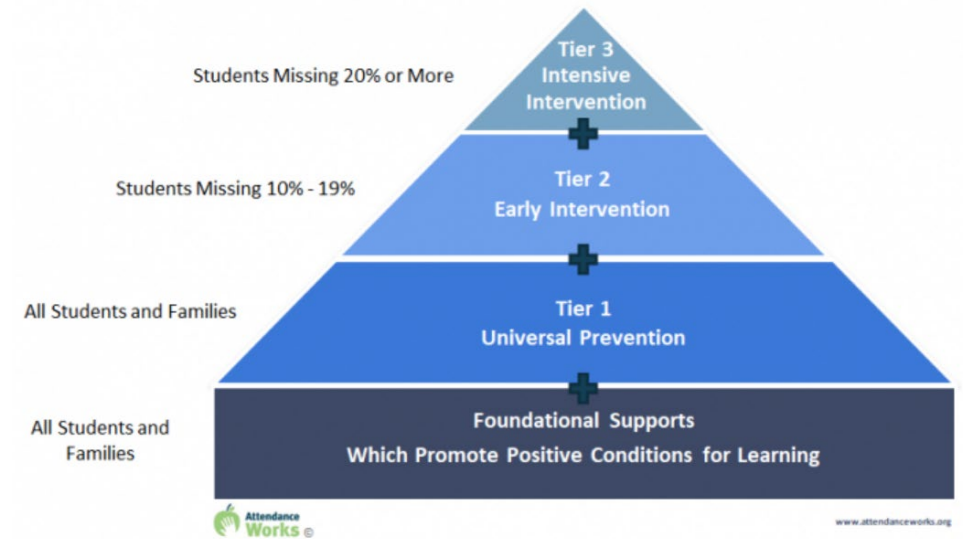 Students Missing 20% or More
Tier 3
Intensive
Intervention
Students Missing 10% - 19%
Tier 2
Early Intervention
All Students and Families
Tier 1
Universal Prevention
All Students and
Families
Foundational Supports
Which Promote Positive Conditions for Learning
Attendance
Works ©
www.attendanceworks.org